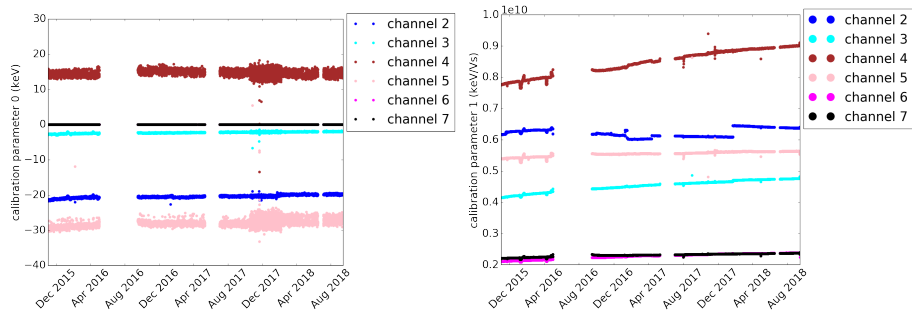 30
20
10
0
−10
−20
−30
−40
calibration parameter 0 (keV)
Dec 2015
Apr 2016
Aug 2016
Dec 2016
Apr 2017
Aug 2017
Dec 2017
Apr 2018
Aug 2018
channel 2
channel 3
channel 4
channel 5
channel 6
channel 7
1.0 1e10
0.9
0.8
0.7
0.6
0.5
0.4
0.3
0.2
calibration parameter 1 (keV/Vs)
Dec 2015
Apr 2016
Aug 2016
Dec 2016
Apr 2017
Aug 2017
Dec 2017
Apr 2018
Aug 2018
channel 2
channel 3
channel 4
channel 5
channel 6
channel 7